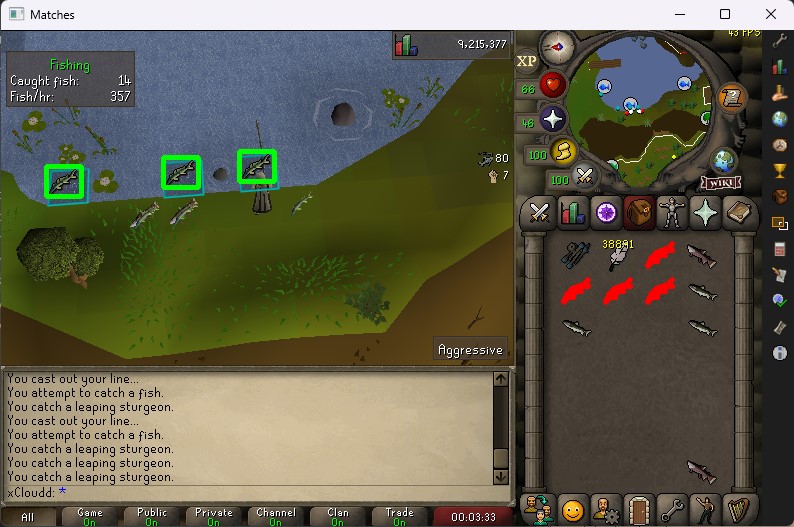 Matches
43 FPS
Fishing
Caught fish: 14
Fish/hr: 357
9,215,377
XP
66
46
100
100
WIKI
80
7
38891
Aggressive
You cast out your line...
You attempt to catch a fish.
You catch a leaping sturgeon.
You cast out your line...
You attempt to catch a fish.
You catch a leaping sturgeon.
You catch a leaping sturgeon.
You catch a leaping sturgeon.
xCloudd: *
All
Game
On
Public
On
Private
On
Channel
On
Clan
On
Trade
On
00:03:33